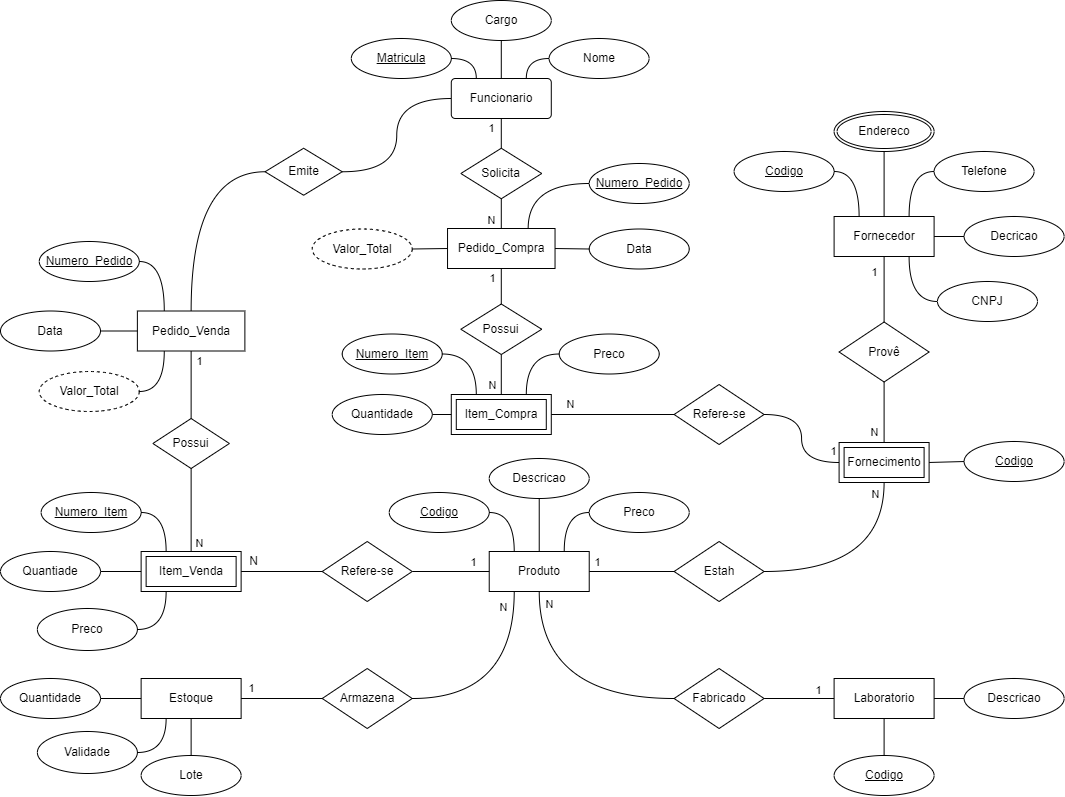 Cargo
Matricula
Nome
Funcionario
1
Emite
Solicita
N
Numero_Pedido
Valor_Total
Pedido_Compra
Data
1
Endereco
Codigo
Telefone
Fornecedor
Decricao
1
CNPJ
Numero_Pedido
Data
Pedido_Venda
1
Valor_Total
Possui
Possui
Numero_Item
Preco
N
Quantidade
Item_Compra
N
Refere-se
Provê
N
1
Fornecimento
Codigo
N
Numero_Item
N
Quantiade
Item_Venda
N
Preco
Refere-se
Descricao
Codigo
Preco
1
Produto
1
N
N
Estah
Quantidade
Estoque
1
Validade
Lote
Armazena
Fabricado
1
Laboratorio
Descricao
Codigo